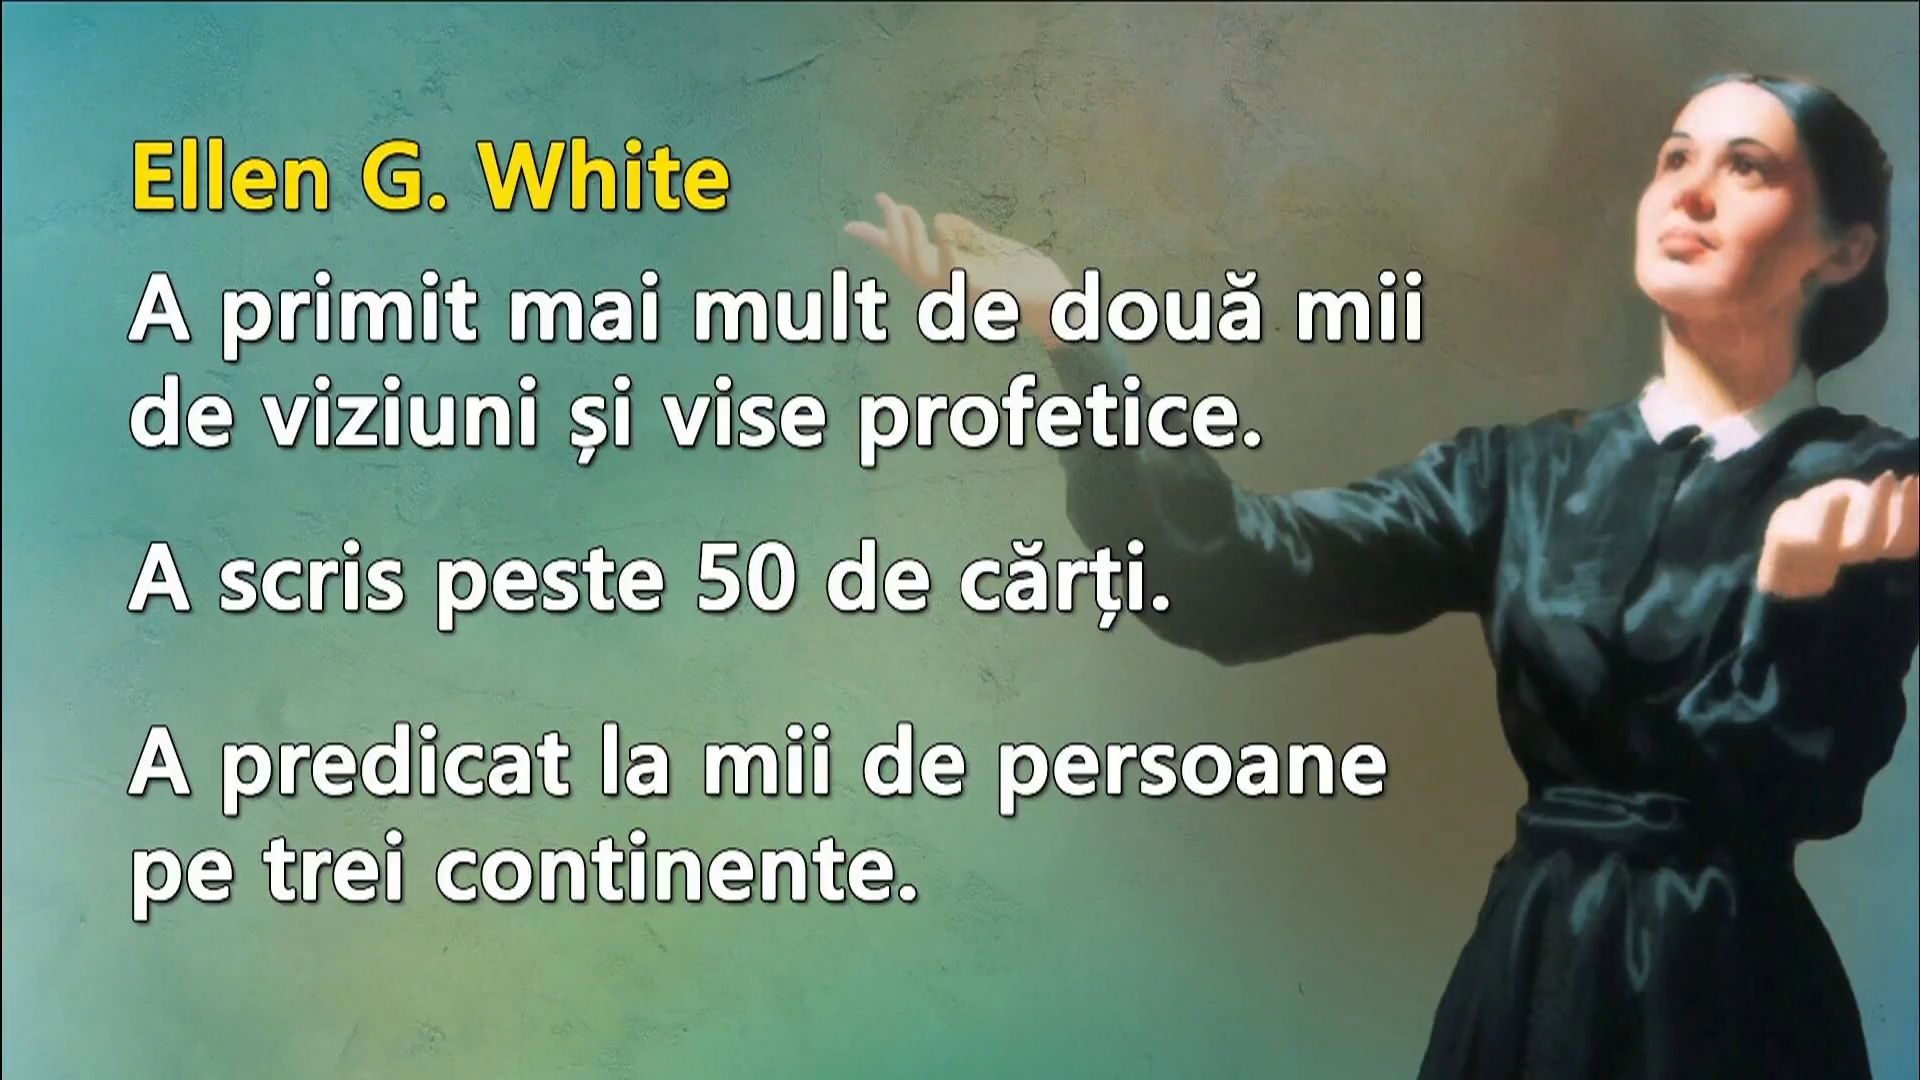 Ellen G. White
A primit mai mult de două mii
de viziuni și vise profetice.
A scris peste 50 de cărți.
A predicat la mii de persoane
pe trei continente.